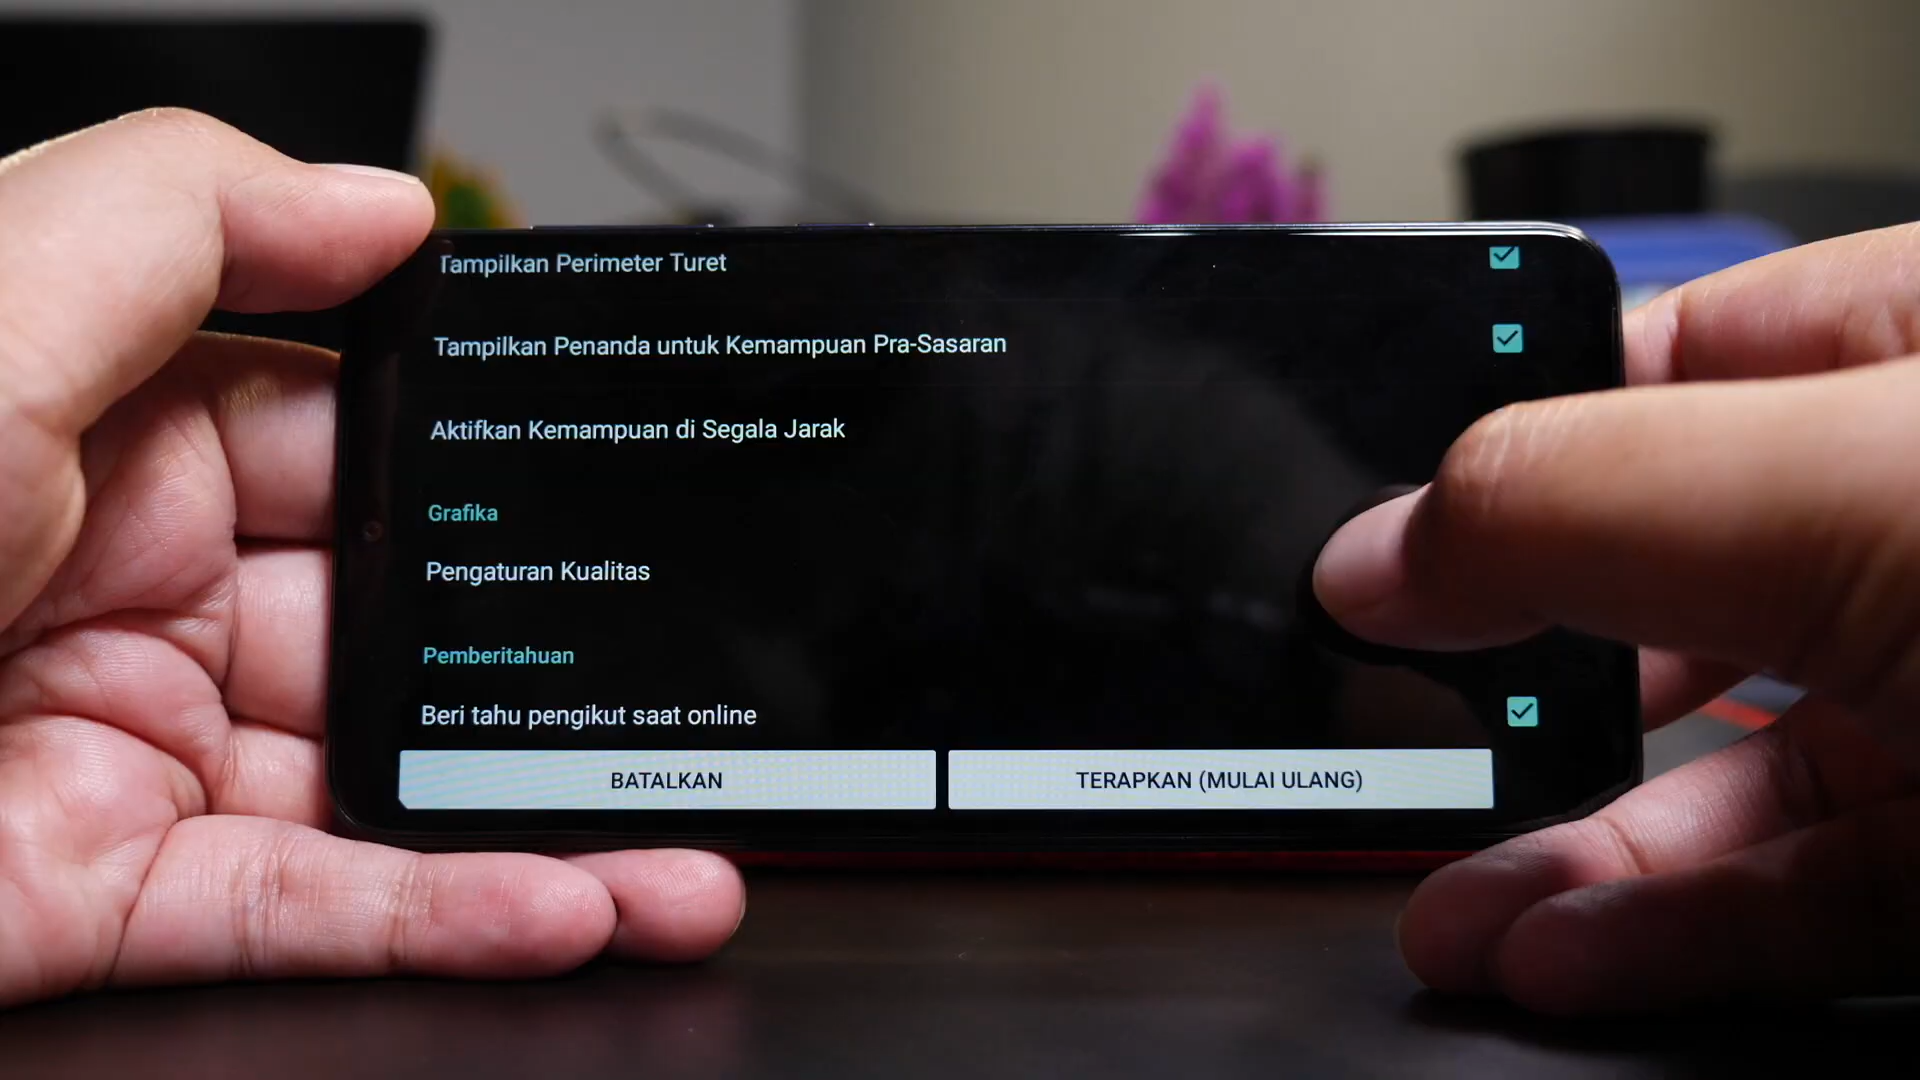 Tampilkan Perimeter Turet
Tampilkan Penanda untuk Kemampuan Pra-Sasaran
Aktifkan Kemampuan di Segala Jarak
Grafika
Pengaturan Kualitas
Pemberitahuan
Beri tahu pengikut saat online
BATALKAN
TERAPKAN (MULAI ULANG)